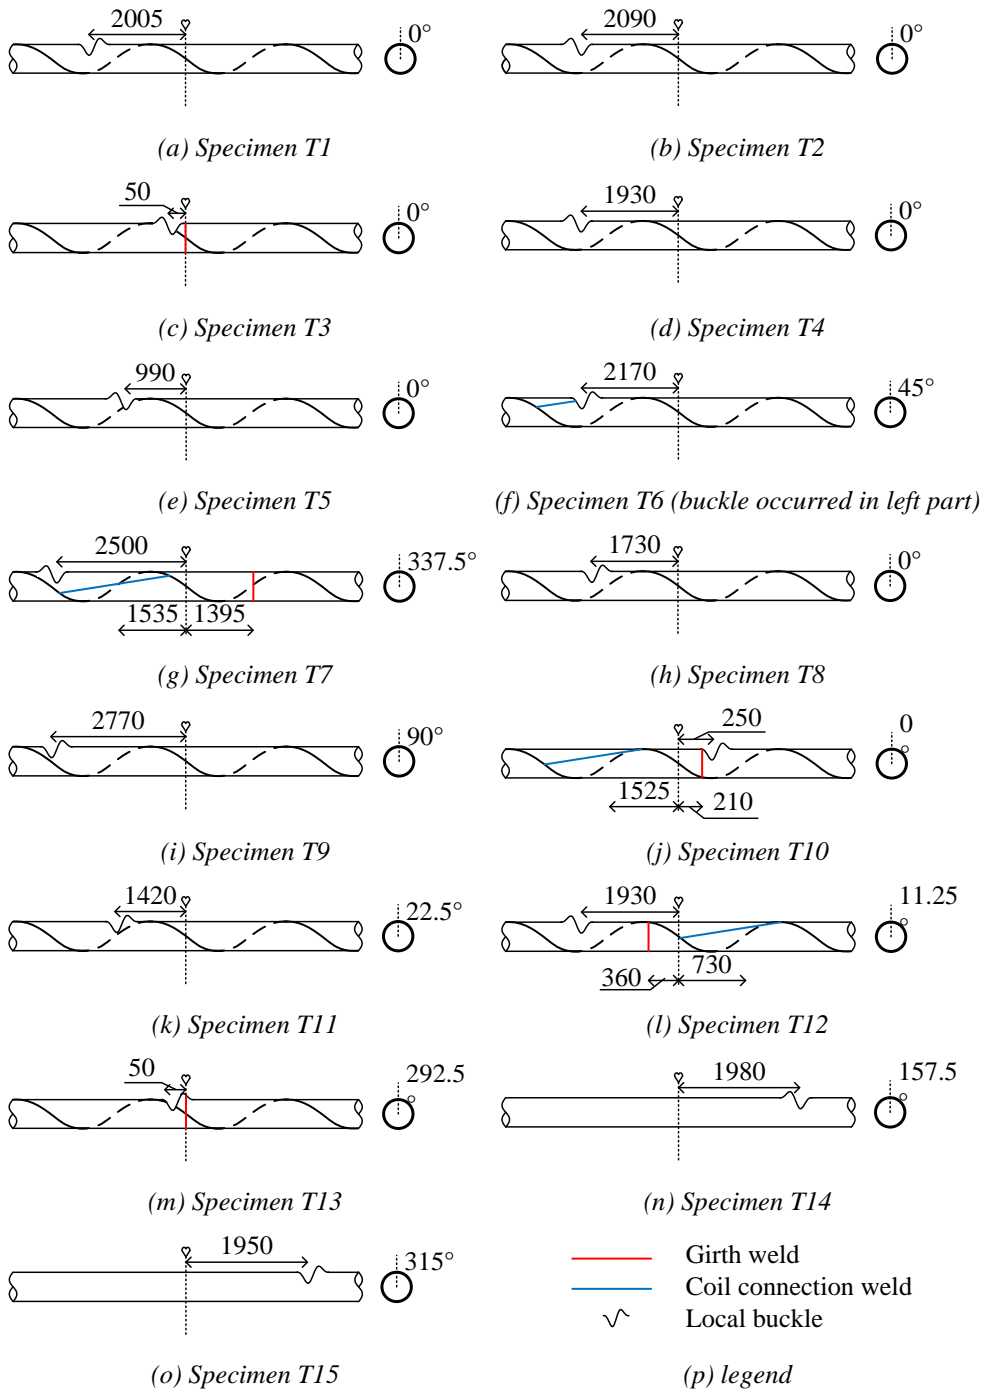 2005
0°
(a) Specimen T1
2090
0°
(b) Specimen T2
50
0°
(c) Specimen T3
1930
0°
(d) Specimen T4
990
0°
(e) Specimen T5
2170
45°
(f) Specimen T6 (buckle occurred in left part)
2500
337.5°
1535
1395
(g) Specimen T7
1730
0°
(h) Specimen T8
2770
90°
(i) Specimen T9
250
0
°
1525
210
(j) Specimen T10
1420
22.5°
(k) Specimen T11
1930
11.25
°
360
730
(l) Specimen T12
50
292.5
°
(m) Specimen T13
1980
157.5
°
(n) Specimen T14
1950
315°
(o) Specimen T15
Girth weld
Coil connection weld
Local buckle
(p) legend